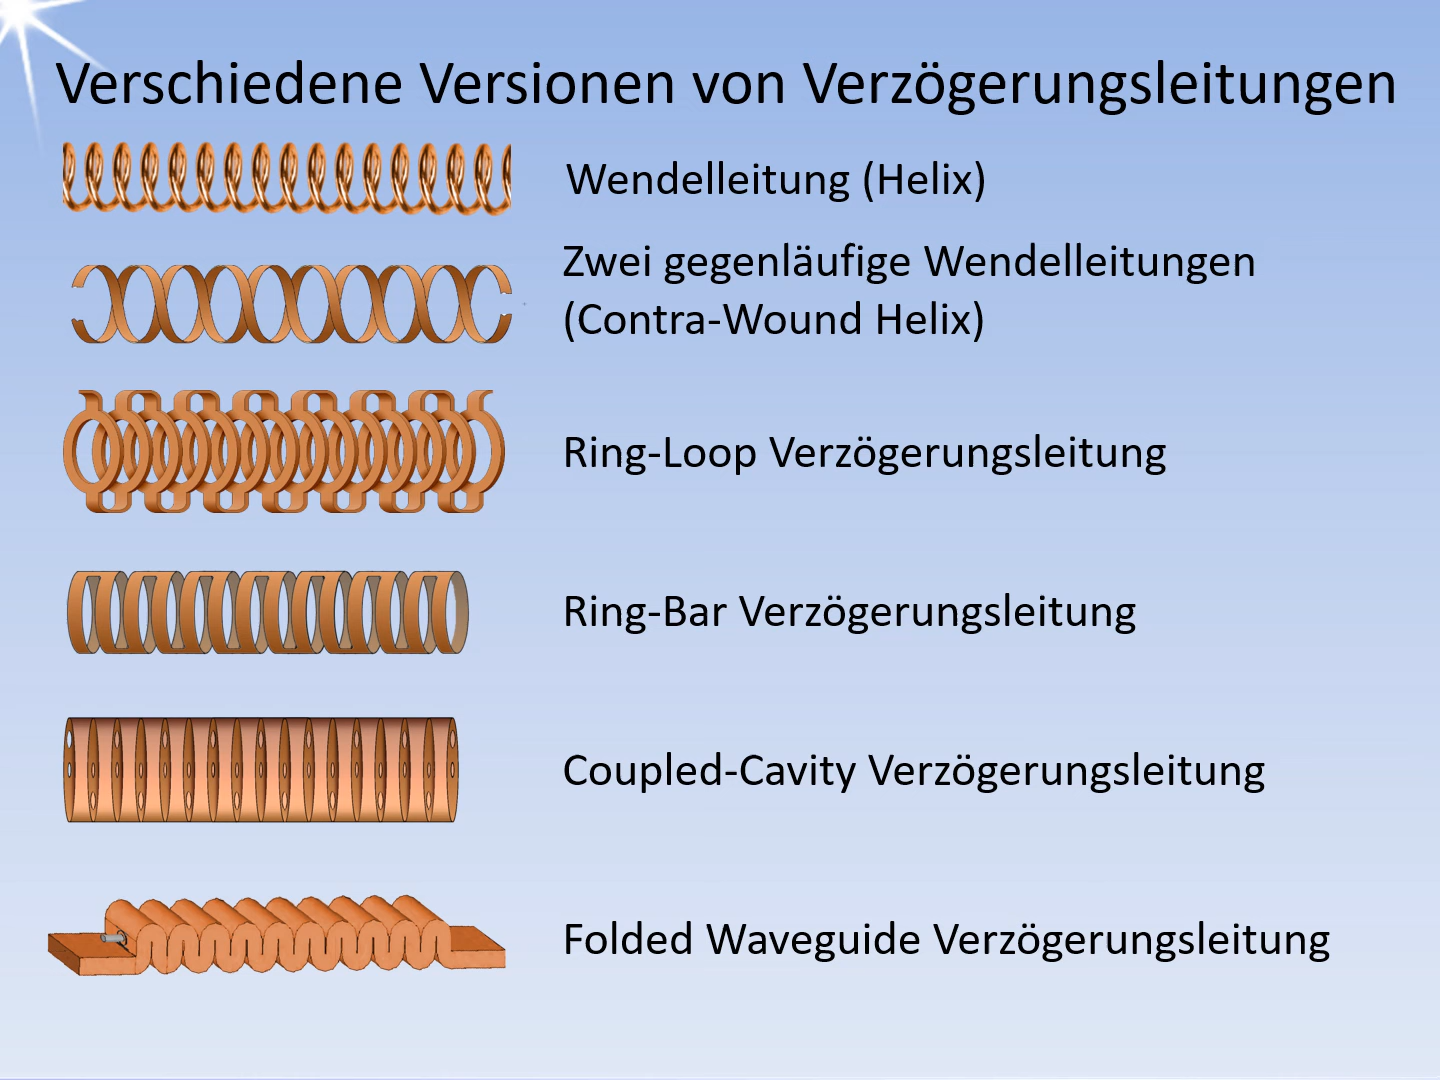 Verschiedene Versionen von Verzögerungsleitungen
Wendelleitung (Helix)
Zwei gegenläufige Wendelleitungen
(Contra-Wound Helix)
Ring-Loop Verzögerungsleitung
Ring-Bar Verzögerungsleitung
Coupled-Cavity Verzögerungsleitung
Folded Waveguide Verzögerungsleitung